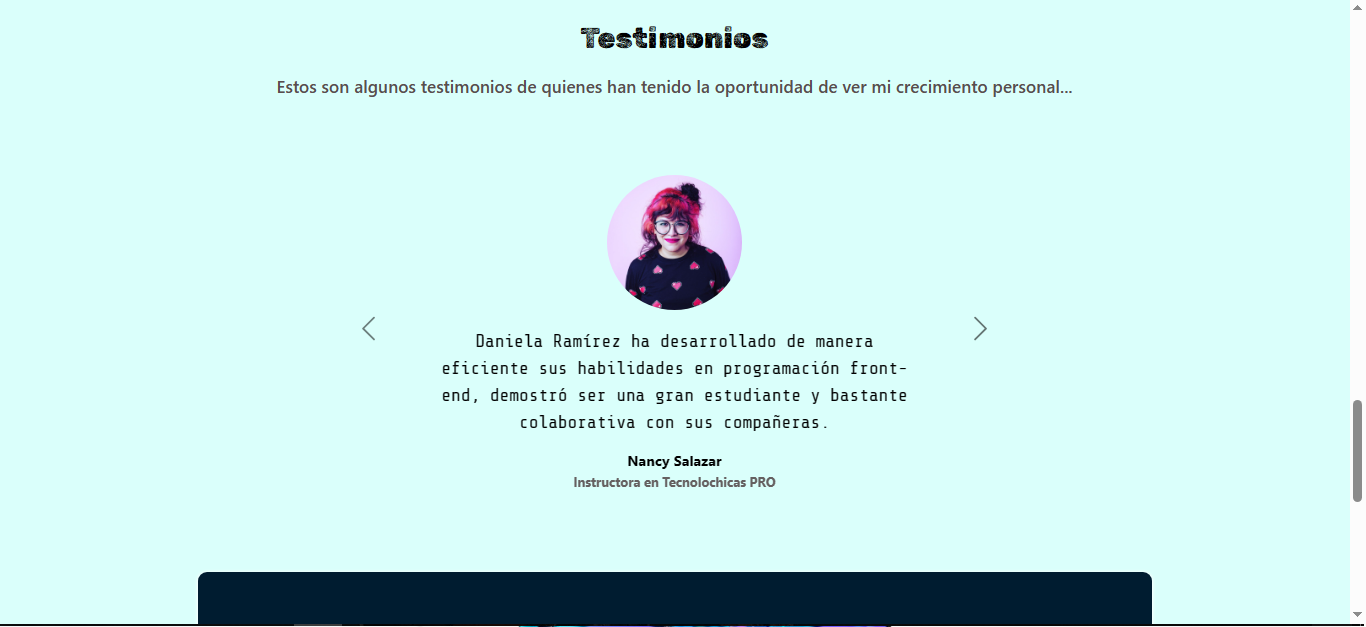 Testimonios
Estos son algunos testimonios de quienes han tenido la oportunidad de ver mi crecimiento personal...
Daniela Ramírez ha desarrollado de manera
eficiente sus habilidades en programación front-
end, demostró ser una gran estudiante y bastante
colaborativa con sus compañeras.
Nancy Salazar
Instructora en Tecnolochicas PRO